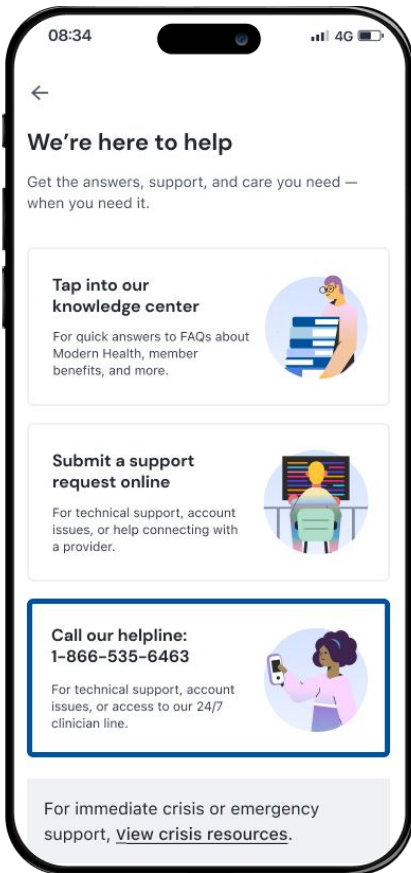 08:34
4G
We're here to help
Get the answers, support, and care you need —
when you need it.
Tap into our
knowledge center
For quick answers to FAQs about
Modern Health, member
benefits, and more.
Submit a support
request online
For technical support, account
issues, or help connecting with
a provider.
Call our helpline:
1-866-535-6463
For technical support, account
issues, or access to our 24/7
clinician line.
For immediate crisis or emergency
support, View crisis resources.